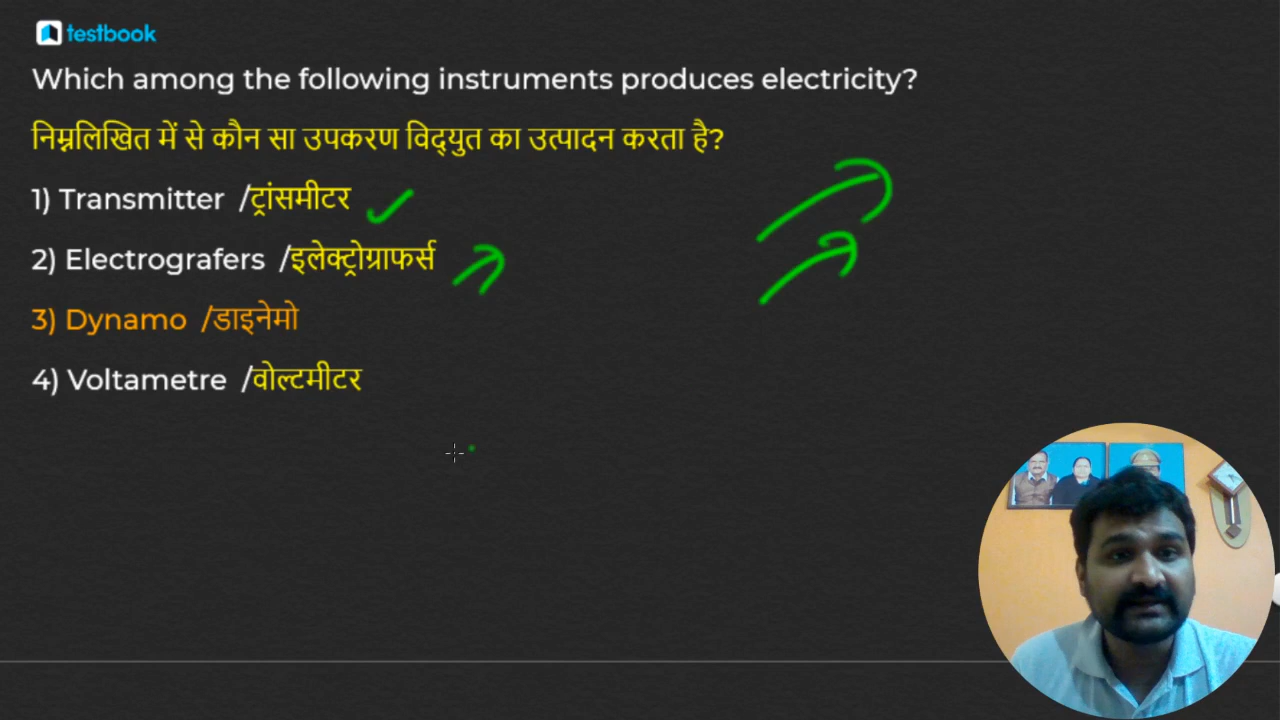 testbook
Which among the following instruments produces electricity?
निम्नलिखित में से कौन सा उपकरण विद्युत का उत्पादन करता है?
1) Transmitter /ट्रांसमीटर
2) Electrografers /इलेक्ट्रोग्राफर्स
3) Dynamo /डाइनेमो
4) Voltametre /वोल्टमीटर